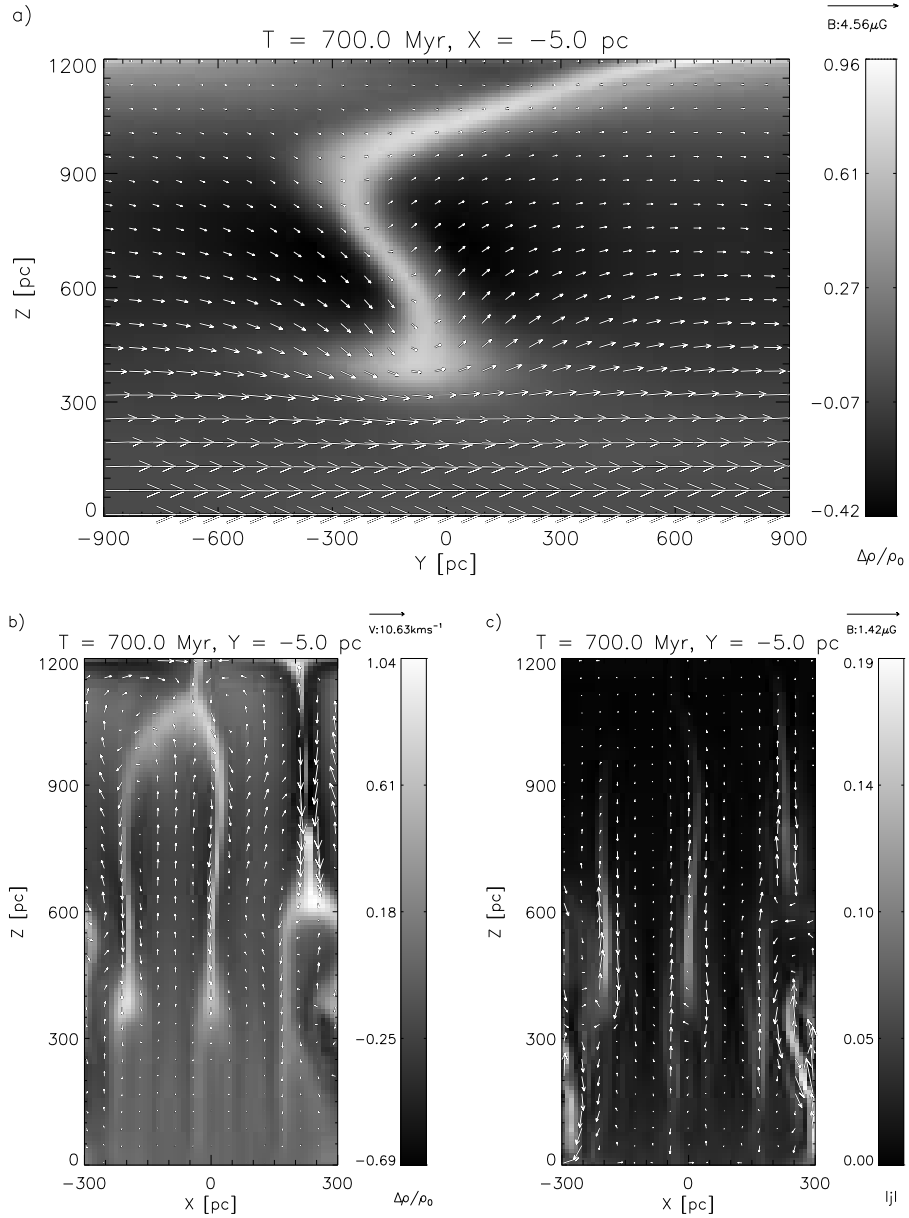 a)
B:4.56μG
T = 700.0 Myr, X = −5.0 pc
1200
900
600
300
0
Z [pc]
−900 −600 −300 0 300 600 900
Y [pc]
0.96
0.61
0.27
−0.07
−0.42
Δρ/ρ₀
b)
V:10.63kms⁻¹
T = 700.0 Myr, Y = −5.0 pc
1200
900
600
300
0
Z [pc]
−300 0 300
X [pc]
1.04
0.61
0.18
−0.25
−0.69
Δρ/ρ₀
c)
B:1.42μG
T = 700.0 Myr, Y = −5.0 pc
1200
900
600
300
0
Z [pc]
−300 0 300
X [pc]
0.19
0.14
0.10
0.05
0.00
|j|